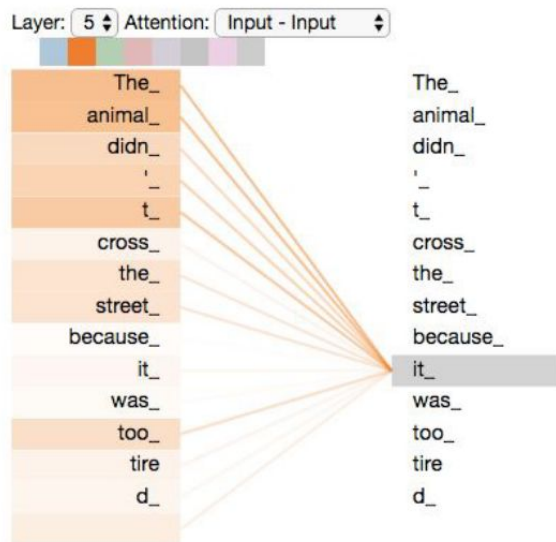 Layer: 5 Attention: Input - Input
The_ The_
animal_ animal_
didn_ didn_
'_ '_
t_ t_
cross_ cross_
the_ the_
street_ street_
because_ because_
it_ it_
was_ was_
too_ too_
tire tire
d_ d_